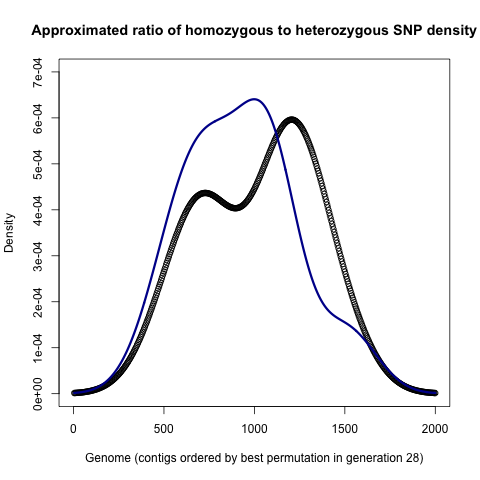 Approximated ratio of homozygous to heterozygous SNP density
7e-04
6e-04
5e-04
4e-04
3e-04
2e-04
1e-04
0e+00
Density
0 500 1000 1500 2000
Genome (contigs ordered by best permutation in generation 28)